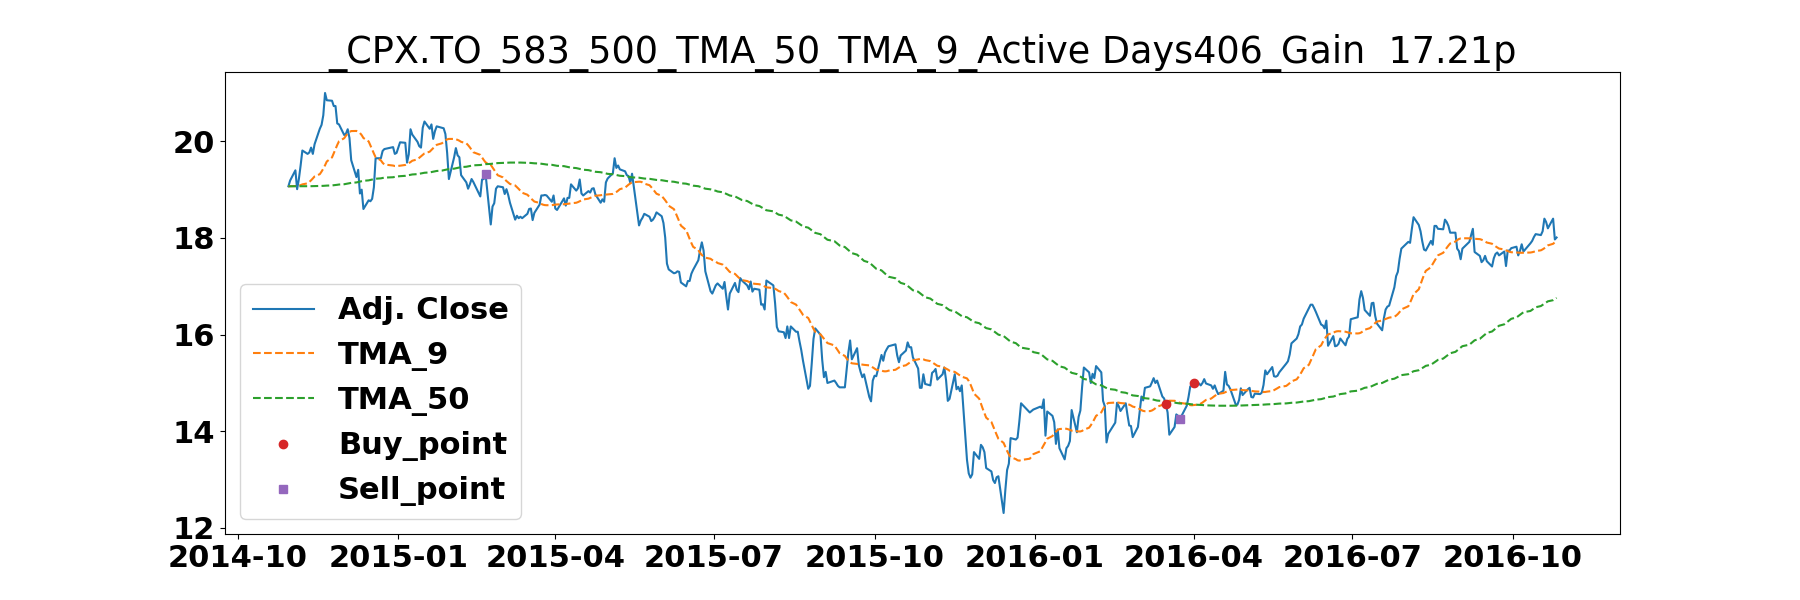 _CPX.TO_583_500_TMA_50_TMA_9_Active Days406_Gain  17.21p
20
18
16
14
12
Adj. Close
TMA_9
TMA_50
Buy_point
Sell_point
2014-10 2015-01 2015-04 2015-07 2015-10 2016-01 2016-04 2016-07 2016-10